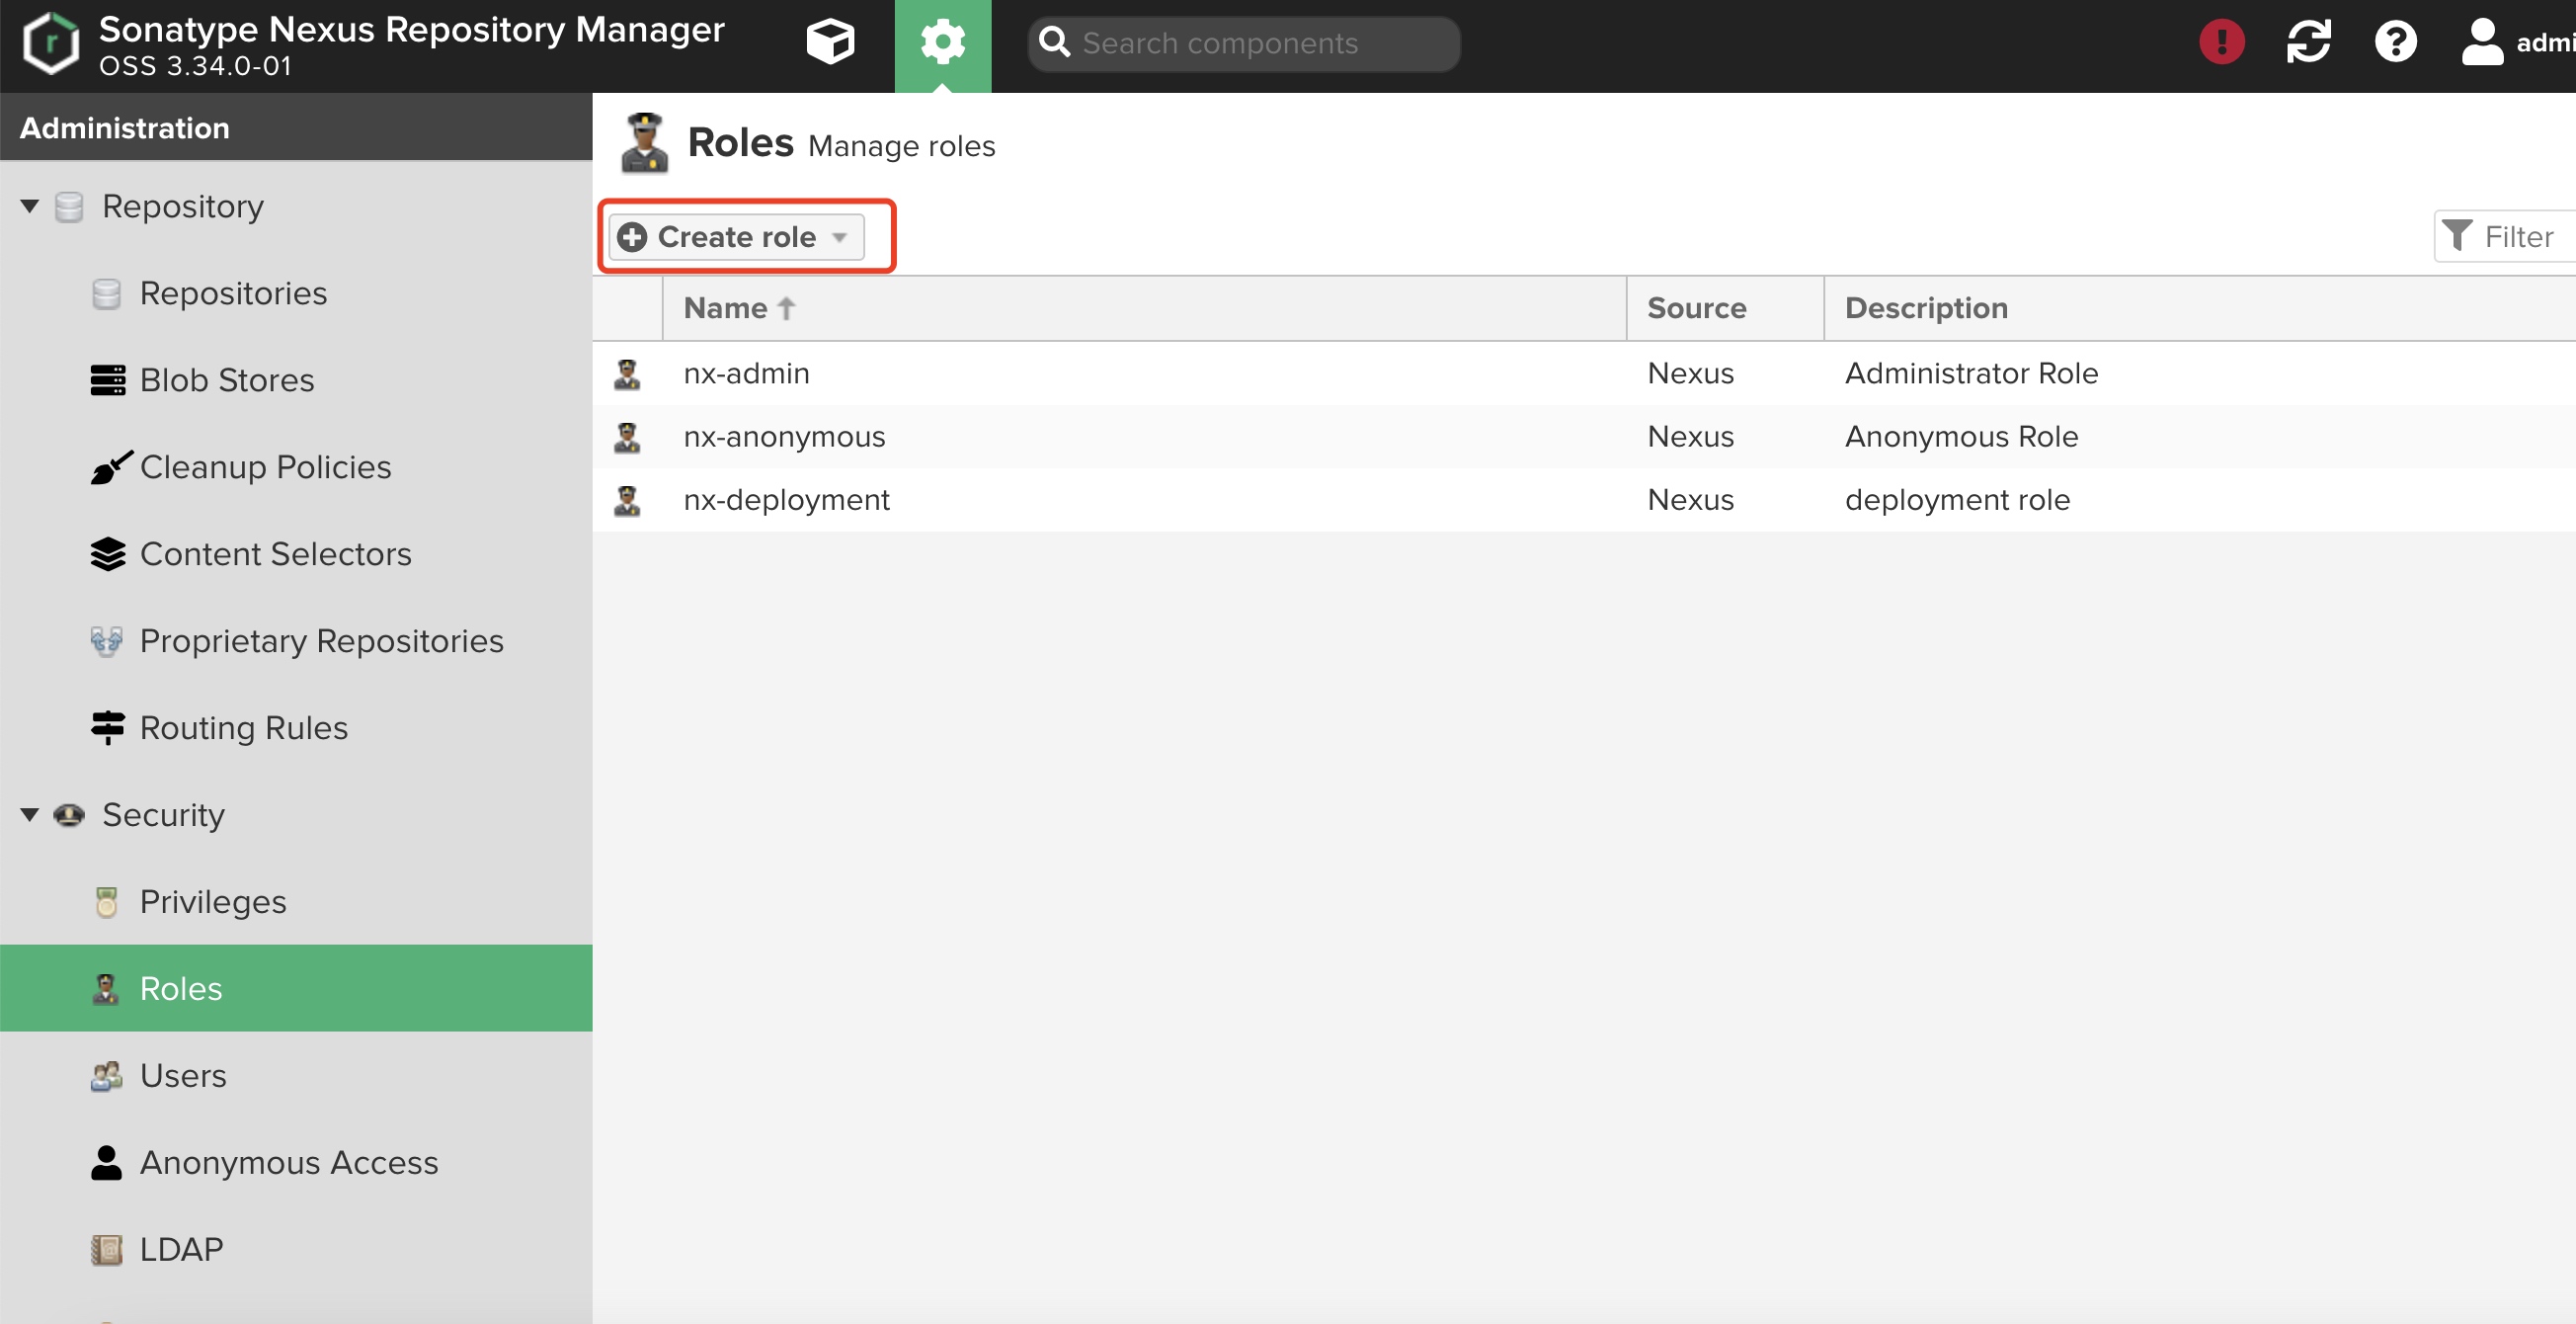 Sonatype Nexus Repository Manager
OSS 3.34.0-01
Search components
Administration
Repository
Repositories
Blob Stores
Cleanup Policies
Content Selectors
Proprietary Repositories
Routing Rules
Security
Privileges
Roles
Users
Anonymous Access
LDAP
Roles Manage roles
Create role
Filter
Name Source Description
nx-admin Nexus Administrator Role
nx-anonymous Nexus Anonymous Role
nx-deployment Nexus deployment role